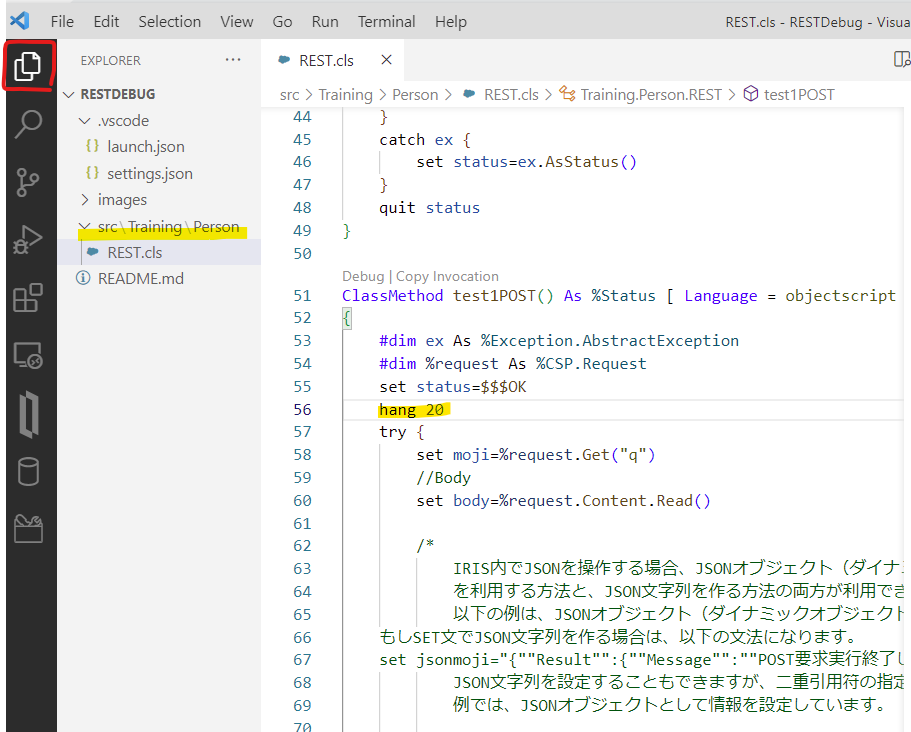 File Edit Selection View Go Run Terminal Help REST.cls - RESTDebug - Visua
EXPLORER ...
REST.cls
RESTDEBUG
.vscode
launch.json
settings.json
images
src\Training\Person
REST.cls
README.md
src > Training > Person > REST.cls > Training.Person.REST > test1POST
44 }
45 catch ex {
46 set status=ex.AsStatus()
47 }
48 quit status
49 }
50
Debug | Copy Invocation
51 ClassMethod test1POST() As %Status [ Language = objectscript
52 {
53 #dim ex As %Exception.AbstractException
54 #dim %request As %CSP.Request
55 set status=$$$OK
56 hang 20
57 try {
58 set moji=%request.Get("q")
59 //Body
60 set body=%request.Content.Read()
61
62 /*
63 IRIS内でJSONを操作する場合、JSONオブジェクト（ダイナミ
64 を利用する方法と、JSON文字列を作る方法の両方が利用でき
65 以下の例は、JSONオブジェクト（ダイナミックオブジェクト
66 もしSET文でJSON文字列を作る場合は、以下の文法になります。
67 set jsonmoji="{""Result"":{""Message"":""POST要求実行終了し
68 JSON文字列を設定することもできますが、二重引用符の指定
69 例では、JSONオブジェクトとして情報を設定しています。
70